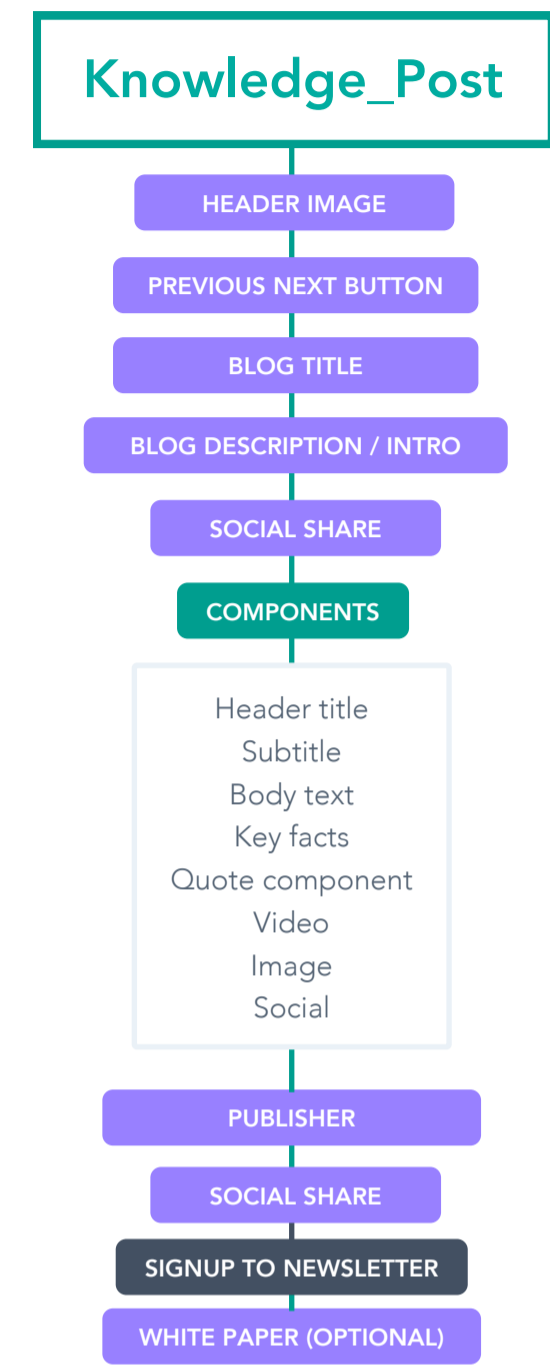 Knowledge_Post
HEADER IMAGE
PREVIOUS NEXT BUTTON
BLOG TITLE
BLOG DESCRIPTION / INTRO
SOCIAL SHARE
COMPONENTS
Header title
Subtitle
Body text
Key facts
Quote component
Video
Image
Social
PUBLISHER
SOCIAL SHARE
SIGNUP TO NEWSLETTER
WHITE PAPER (OPTIONAL)